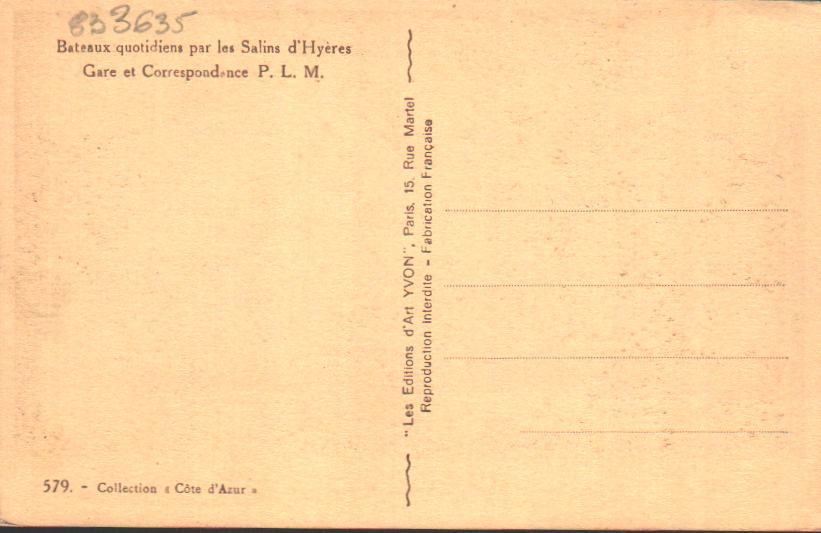 833635
Bateaux quotidiens par les Salins d'Hyères
Gare et Correspondance P. L. M.
"Les Editions d'Art YVON", Paris, 15, Rue Martel
Reproduction Interdite - Fabrication Française
579. - Collection « Côte d'Azur »